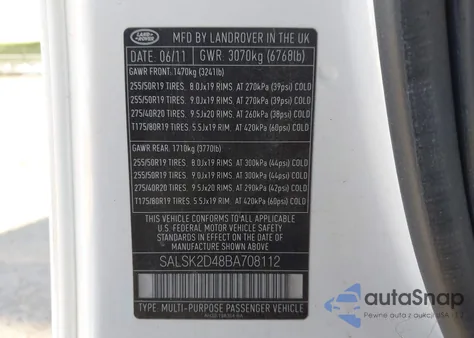 LAND ROVER
MFD BY LANDROVER IN THE UK
DATE: 06/11 GWR: 3070kg (6768lb)
GAWR FRONT: 1470kg (3241lb)
255/50R19 TIRES, 8.0Jx19 RIMS, AT 270kPa (39psi) COLD
255/50R19 TIRES, 9.0Jx19 RIMS, AT 270kPa (39psi) COLD
275/40R20 TIRES, 9.5Jx20 RIMS, AT 260kPa (38psi) COLD
T175/80R19 TIRES, 5.5Jx19 RIM, AT 420kPa (60psi) COLD
GAWR REAR: 1710kg (3770lb)
255/50R19 TIRES, 8.0Jx19 RIMS, AT 300kPa (44psi) COLD
255/50R19 TIRES, 9.0Jx19 RIMS, AT 300kPa (44psi) COLD
275/40R20 TIRES, 9.5Jx20 RIMS, AT 290kPa (42psi) COLD
T175/80R19 TIRES, 5.5Jx19 RIM, AT 420kPa (60psi) COLD
THIS VEHICLE CONFORMS TO ALL APPLICABLE
U.S. FEDERAL MOTOR VEHICLE SAFETY
STANDARDS IN EFFECT ON THE DATE OF
MANUFACTURE SHOWN ABOVE
SALSK2D48BA708112
TYPE: MULTI-PURPOSE PASSENGER VEHICLE
autoSnap
Pewne auta z USA